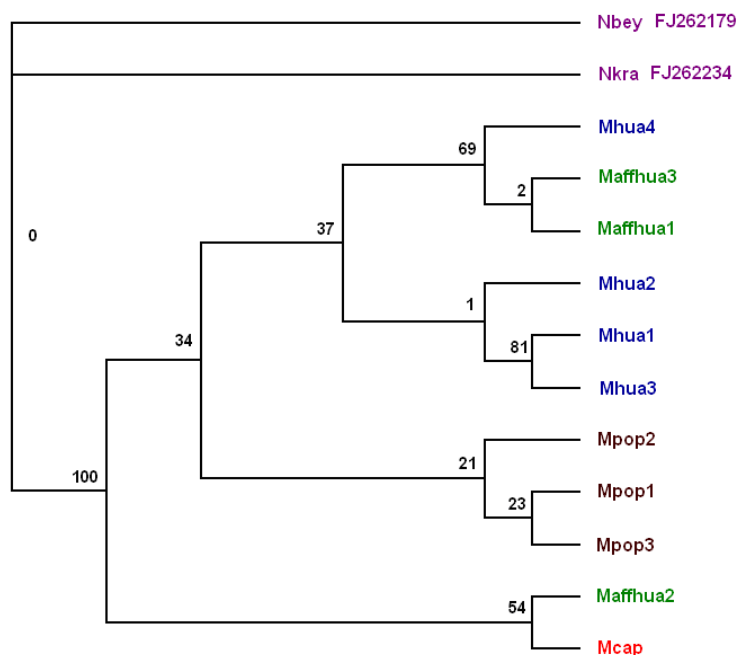 Nbey FJ262179
Nkra FJ262234
Mhua4
69
Maffhua3
2
37
Maffhua1
0
Mhua2
1
Mhua1
34
81
Mhua3
Mpop2
21
100
Mpop1
23
Mpop3
Maffhua2
54
Mcap